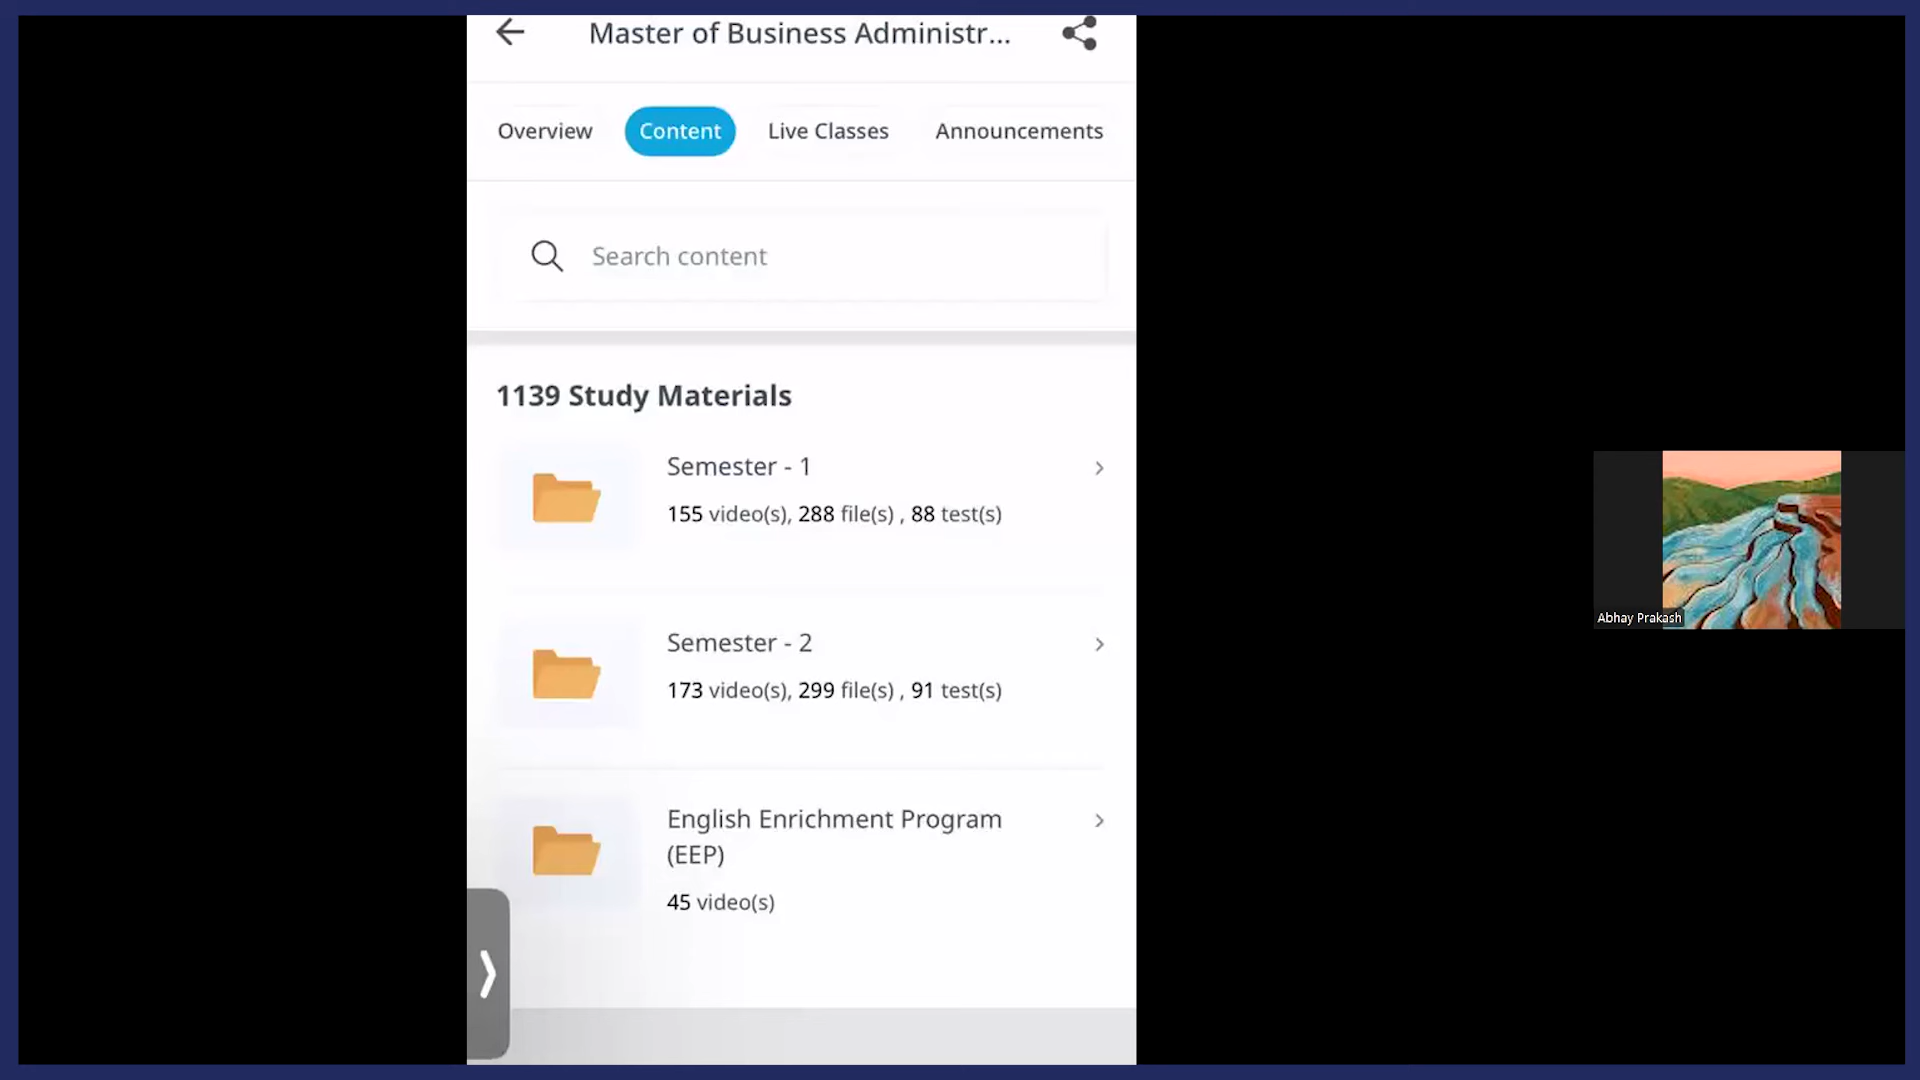 Master of Business Administr...
Overview
Content
Live Classes
Announcements
Search content
1139 Study Materials
Semester - 1
155 video(s), 288 file(s) , 88 test(s)
Semester - 2
173 video(s), 299 file(s) , 91 test(s)
English Enrichment Program
(EEP)
45 video(s)
Abhay Prakash